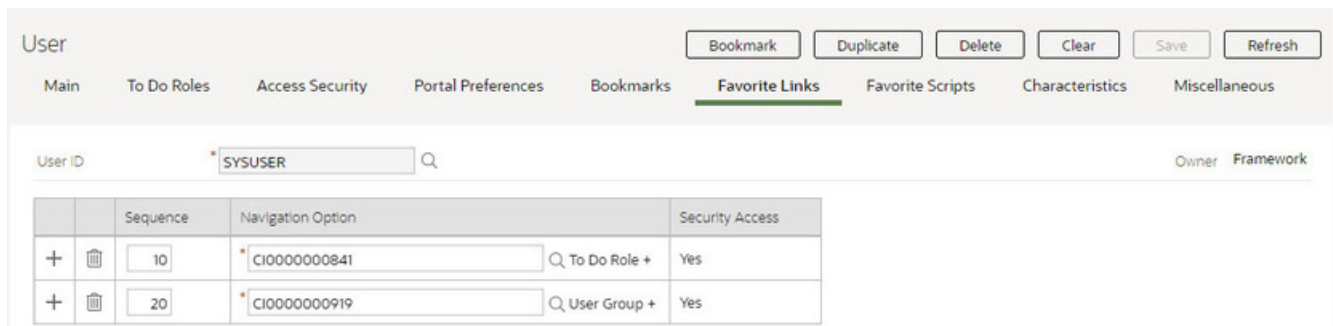 User
Bookmark Duplicate Delete Clear Save Refresh
Main To Do Roles Access Security Portal Preferences Bookmarks Favorite Links Favorite Scripts Characteristics Miscellaneous
User ID * SYSUSER Owner Framework
Sequence Navigation Option Security Access
+ 10 * CI0000000841 To Do Role + Yes
+ 20 * CI0000000919 User Group + Yes